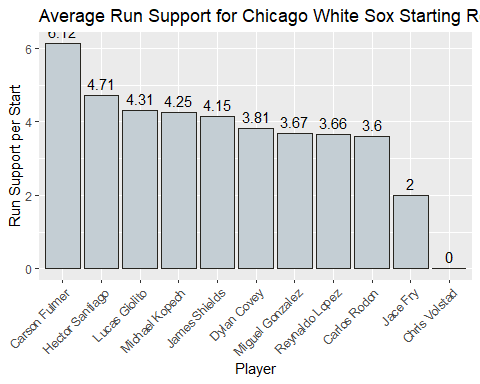 Average Run Support for Chicago White Sox Starting R
6.12
4.71
4.31
4.25
4.15
3.81
3.67
3.66
3.6
2
0
6
4
2
0
Run Support per Start
Carson Fulmer
Hector Santiago
Lucas Giolito
Michael Kopech
James Shields
Dylan Covey
Miguel Gonzalez
Reynaldo Lopez
Carlos Rodon
Jace Fry
Chris Volstad
Player